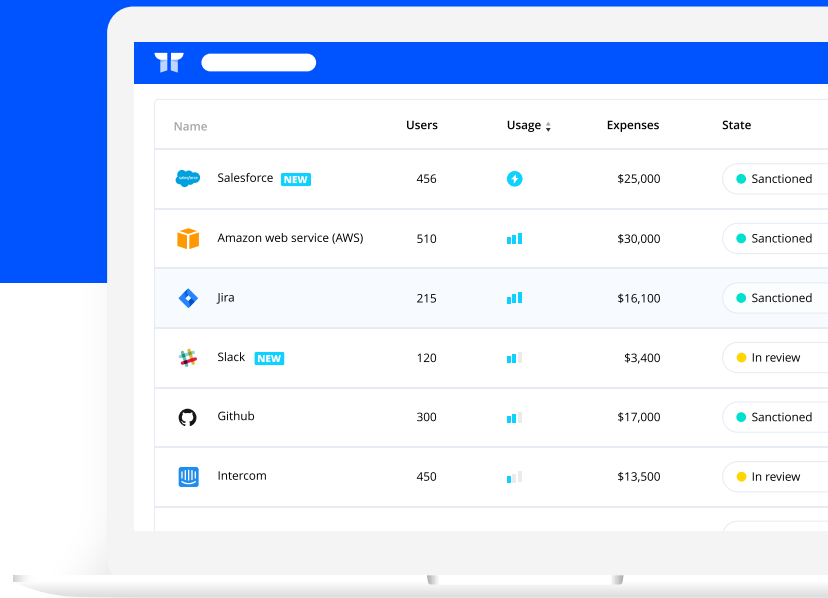 Name Users Usage Expenses State
salesforce Salesforce NEW 456 $25,000 Sanctioned
Amazon web service (AWS) 510 $30,000 Sanctioned
Jira 215 $16,100 Sanctioned
Slack NEW 120 $3,400 In review
Github 300 $17,000 Sanctioned
Intercom 450 $13,500 In review